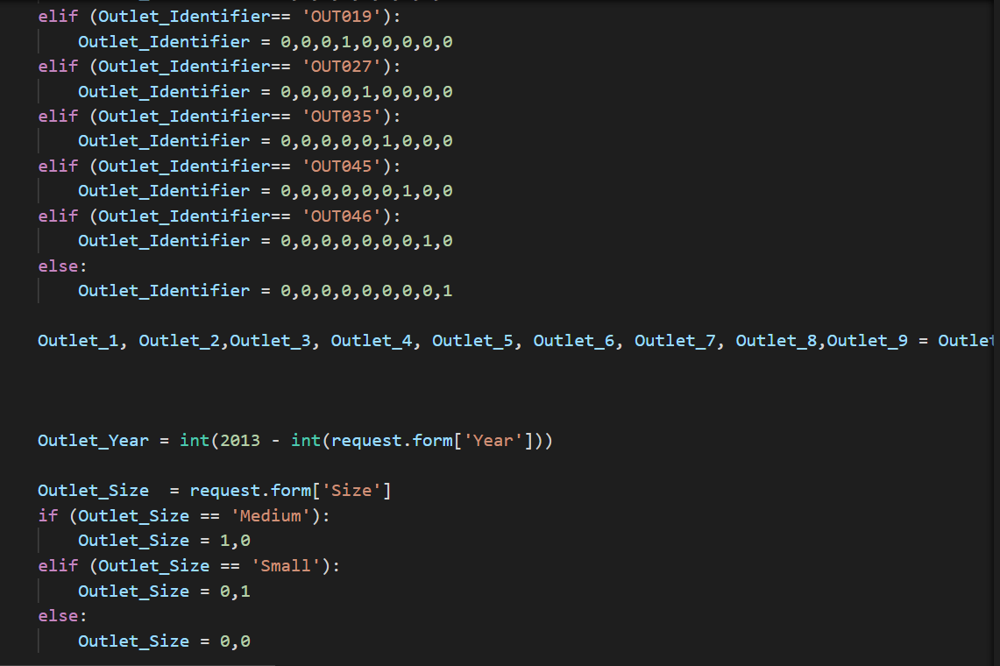 elif (Outlet_Identifier== 'OUT019'):
    Outlet_Identifier = 0,0,0,1,0,0,0,0,0
elif (Outlet_Identifier== 'OUT027'):
    Outlet_Identifier = 0,0,0,0,1,0,0,0,0
elif (Outlet_Identifier== 'OUT035'):
    Outlet_Identifier = 0,0,0,0,0,1,0,0,0
elif (Outlet_Identifier== 'OUT045'):
    Outlet_Identifier = 0,0,0,0,0,0,1,0,0
elif (Outlet_Identifier== 'OUT046'):
    Outlet_Identifier = 0,0,0,0,0,0,0,1,0
else:
    Outlet_Identifier = 0,0,0,0,0,0,0,0,1
Outlet_1, Outlet_2,Outlet_3, Outlet_4, Outlet_5, Outlet_6, Outlet_7, Outlet_8,Outlet_9 = Outlet
Outlet_Year = int(2013 - int(request.form['Year']))
Outlet_Size  = request.form['Size']
if (Outlet_Size == 'Medium'):
    Outlet_Size = 1,0
elif (Outlet_Size == 'Small'):
    Outlet_Size = 0,1
else:
    Outlet_Size = 0,0